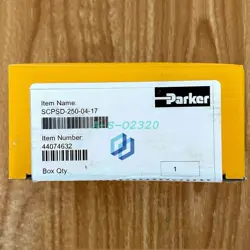 Item Name:
SCPSD-250-04-17
Parker
Item Number:
44074632
Box Qty
1